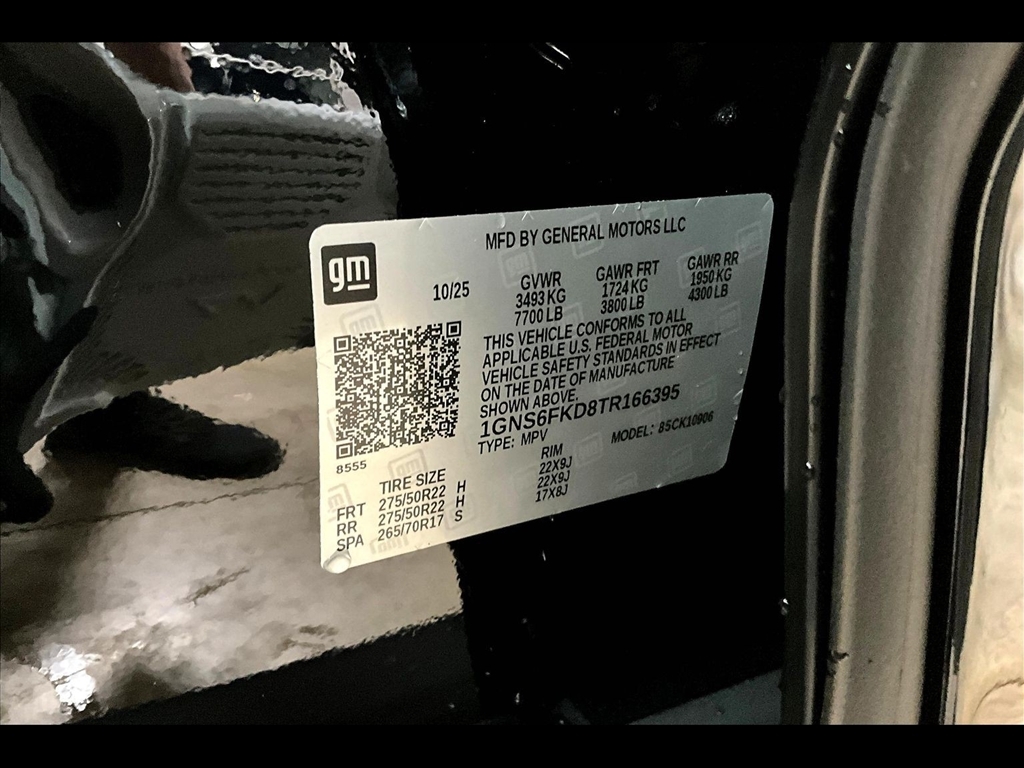 gm
MFD BY GENERAL MOTORS LLC
10/25
GVWR GAWR FRT GAWR RR
3493 KG 1724 KG 1950 KG
7700 LB 3800 LB 4300 LB
THIS VEHICLE CONFORMS TO ALL
APPLICABLE U.S. FEDERAL MOTOR
VEHICLE SAFETY STANDARDS IN EFFECT
ON THE DATE OF MANUFACTURE
SHOWN ABOVE.
1GNS6FKD8TR166395
TYPE: MPV MODEL: 85CK10906
8555
TIRE SIZE RIM
FRT 275/50R22 H 22X9J
RR 275/50R22 H 22X9J
SPA 265/70R17 S 17X8J